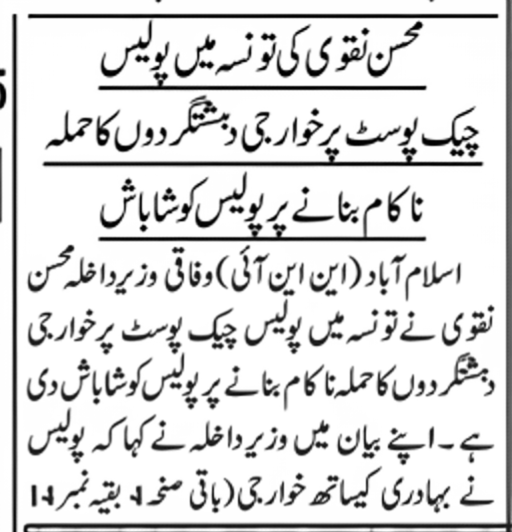 محسن نقوی کی تونسہ میں پولیس
چیک پوسٹ پر خوارجی دہشتگردوں کا حملہ
ناکام بنانے پر پولیس کو شاباش
اسلام آباد (این این آئی) وفاقی وزیر داخلہ محسن
نقوی نے تونسہ میں پولیس چیک پوسٹ پر خوارجی
دہشتگردوں کا حملہ ناکام بنانے پر پولیس کو شاباش دی
ہے۔ اپنے بیان میں وزیر داخلہ نے کہا کہ پولیس
نے بہادری کیساتھ خوارجی (باقی صفحہ 4 بقیہ نمبر 14